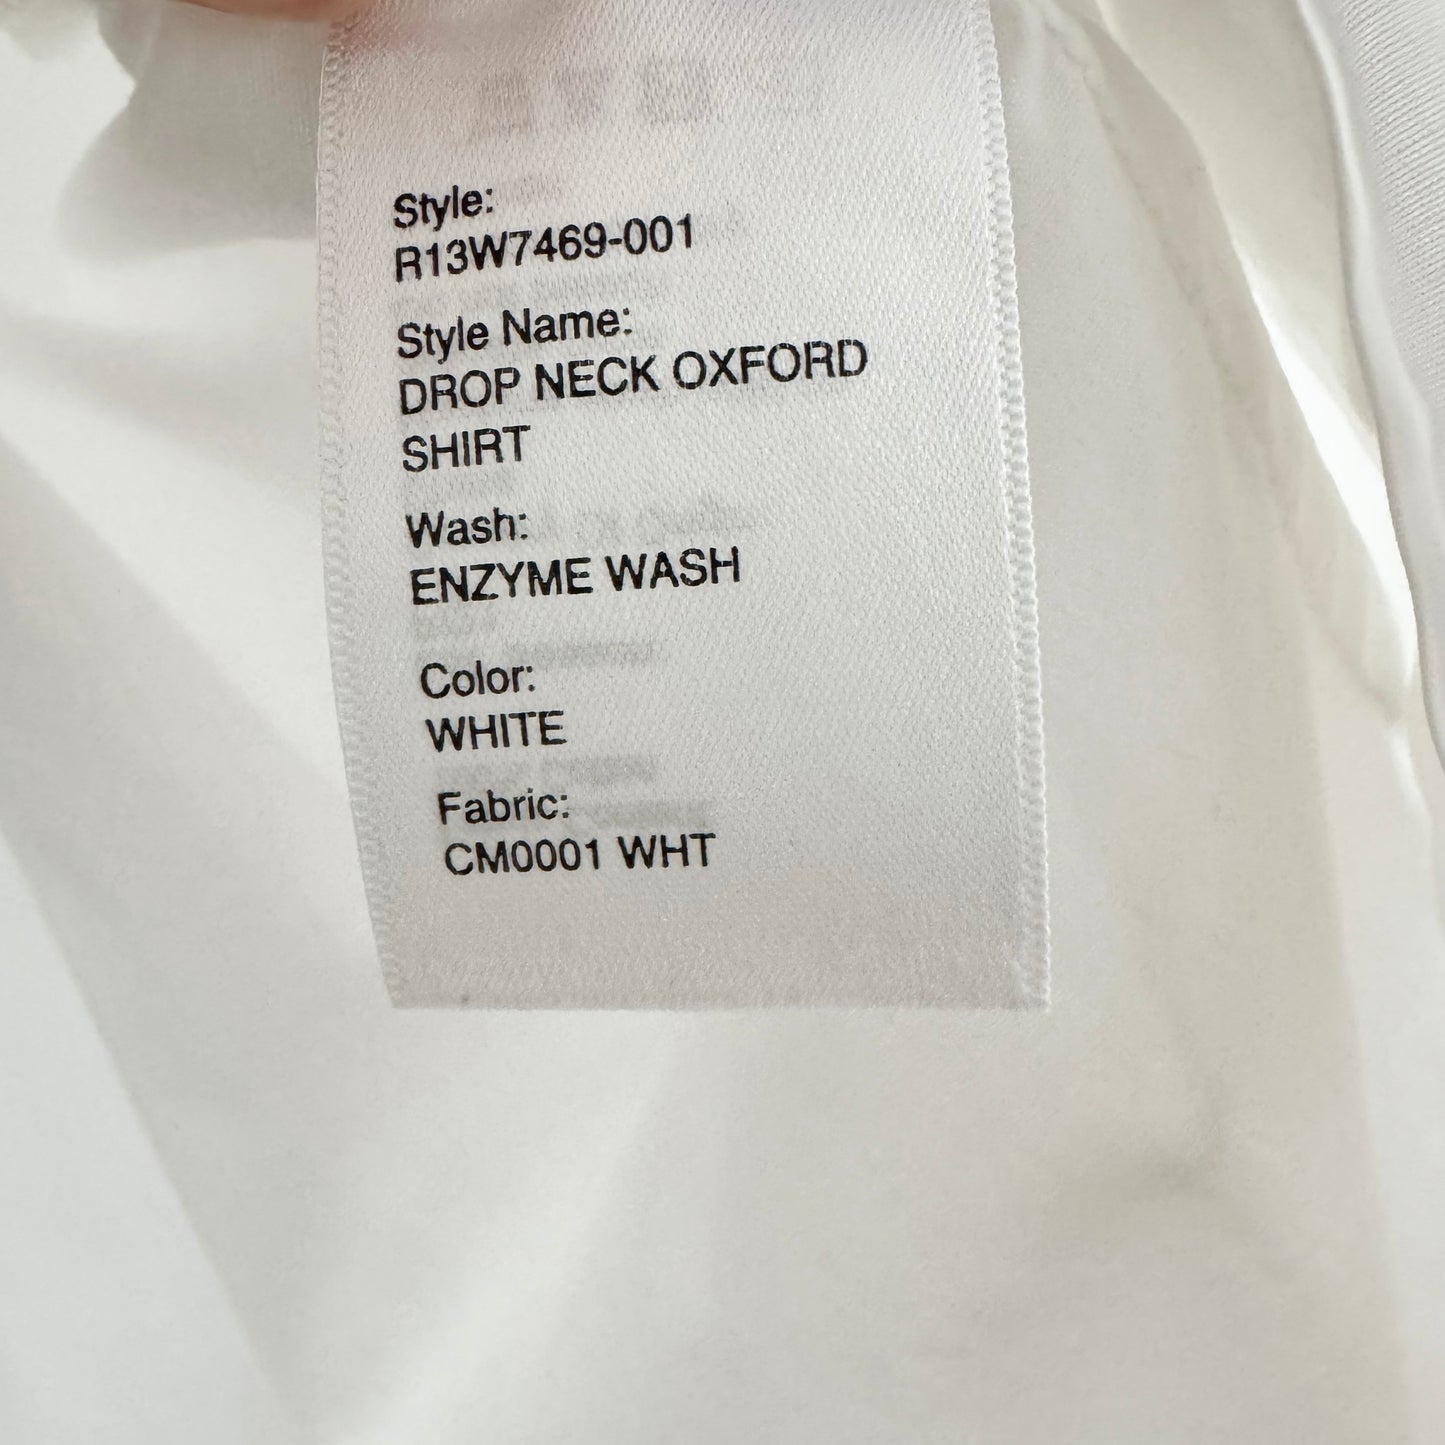 Style:
R13W7469-001
Style Name:
DROP NECK OXFORD
SHIRT
Wash:
ENZYME WASH
Color:
WHITE
Fabric:
CM0001 WHT